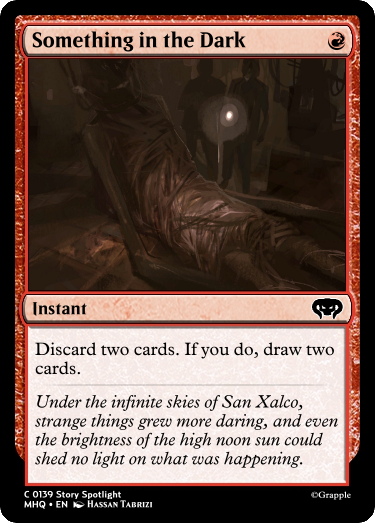 Something in the Dark
Instant
Discard two cards. If you do, draw two
cards.
Under the infinite skies of San Xalco,
strange things grew more daring, and even
the brightness of the high noon sun could
shed no light on what was happening.
C 0139 Story Spotlight
©Grapple
MHQ • EN Hassan Tabrizi